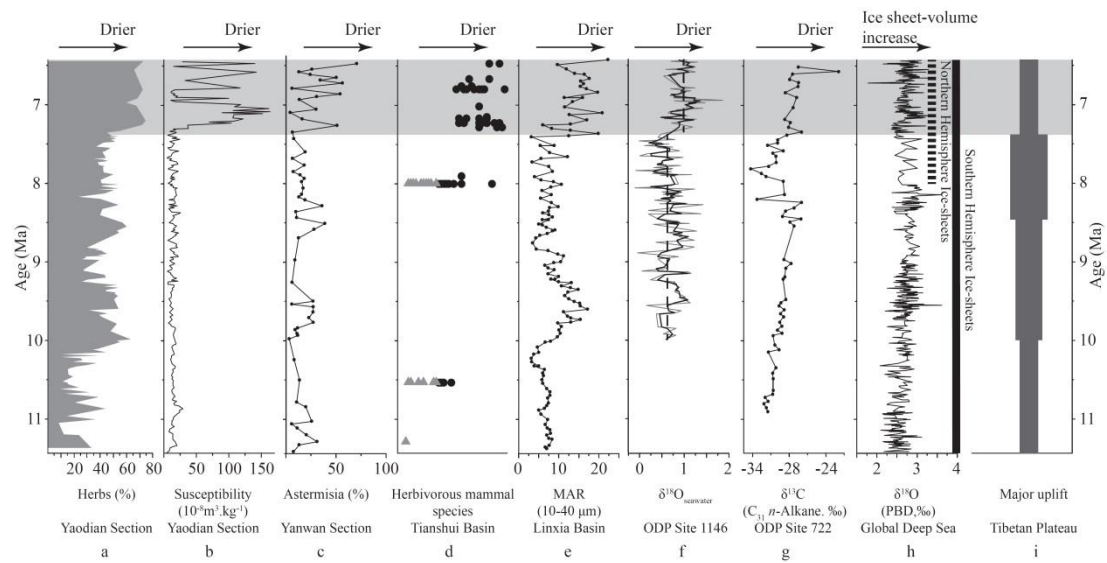 Drier
Drier
Drier
Drier
Drier
Drier
Drier
Ice sheet-volume
increase
Age (Ma)
7
8
9
10
11
Northern Hemisphere Ice-sheets
Southern Hemisphere Ice-sheets
7
8
9
10
11
Age (Ma)
0 20 40 60 80
50 100 150
0 50 100
0 10 20
0 1 2
-34 -28 -22
2 3 4
Herbs (%)
Yaodian Section
a
Susceptibility
(10⁻⁸m³.kg⁻¹)
Yaodian Section
b
Astermisia (%)
Yanwan Section
c
Herbivorous mammal
species
Tianshui Basin
d
MAR
(10-40 μm)
Linxia Basin
e
δ¹⁸Oseawater
ODP Site 1146
f
δ¹³C
(C₃₁ n-Alkane. ‰)
ODP Site 722
g
δ¹⁸O
(PBD,‰)
Global Deep Sea
h
Major uplift
Tibetan Plateau
i